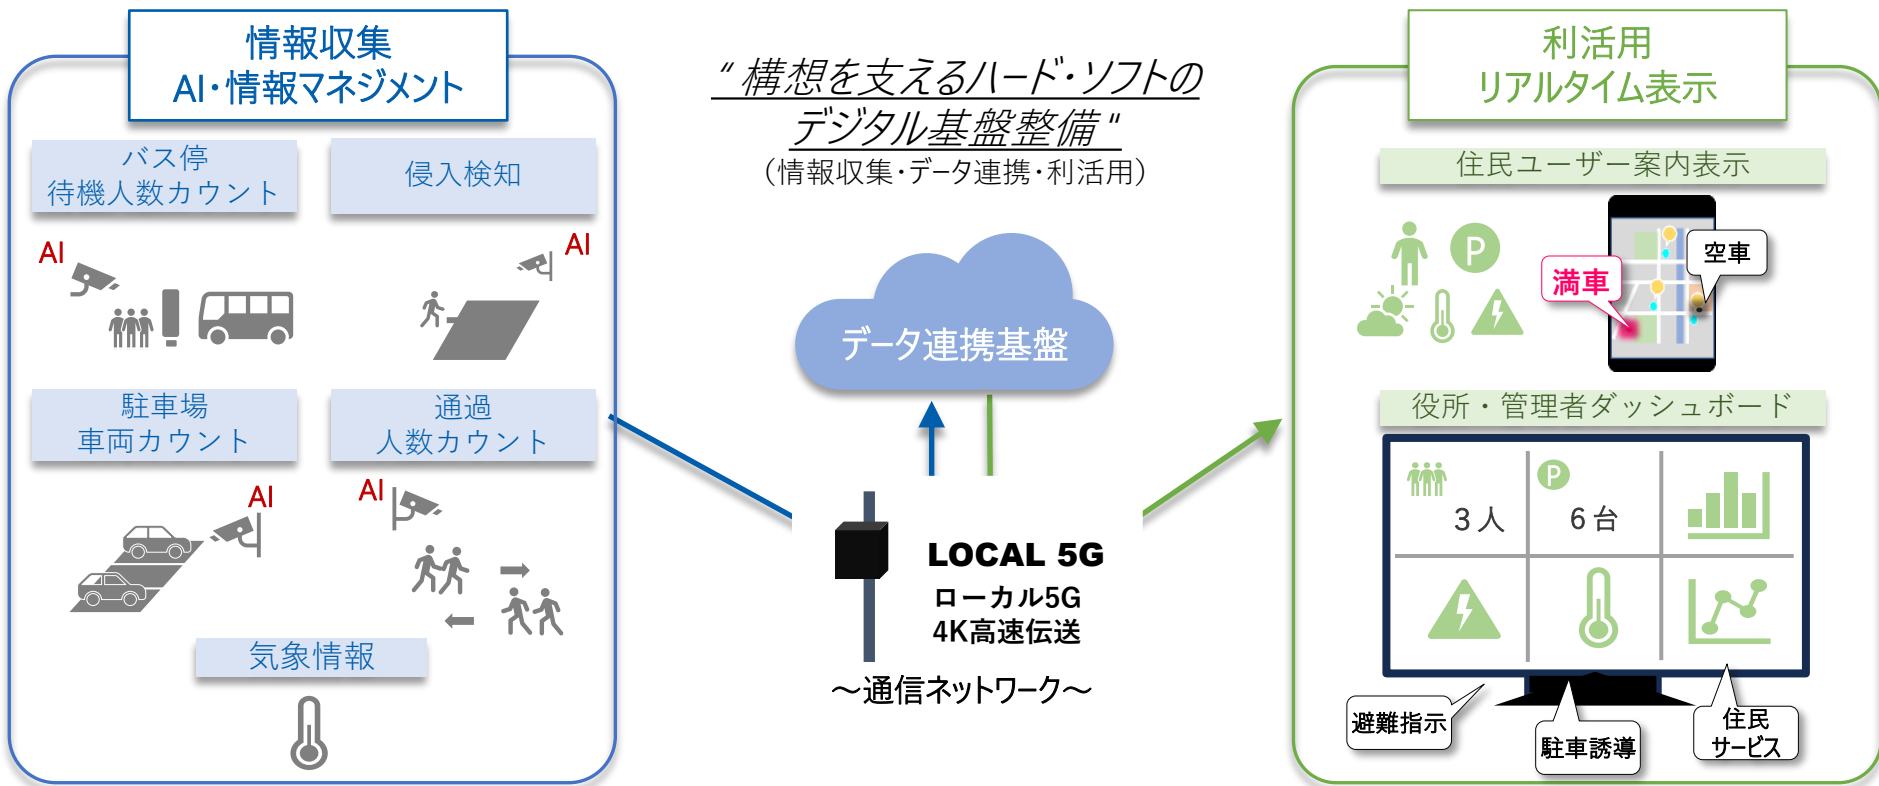 情報収集
AI・情報マネジメント
バス停
待機人数カウント
侵入検知
AI
AI
駐車場
車両カウント
通過
人数カウント
AI
AI
気象情報
“構想を支えるハード・ソフトの
デジタル基盤整備“
（情報収集・データ連携・利活用）
データ連携基盤
LOCAL 5G
ローカル5G
4K高速伝送
～通信ネットワーク～
利活用
リアルタイム表示
住民ユーザー案内表示
P
満車
空車
役所・管理者ダッシュボード
3人
P
6台
避難指示
駐車誘導
住民
サービス